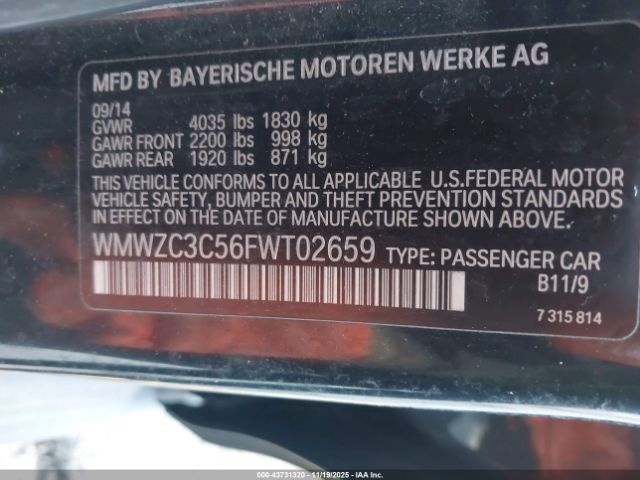 MFD BY BAYERISCHE MOTOREN WERKE AG
09/14
GVWR 4035 lbs 1830 kg
GAWR FRONT 2200 lbs 998 kg
GAWR REAR 1920 lbs 871 kg
THIS VEHICLE CONFORMS TO ALL APPLICABLE U.S.FEDERAL MOTOR
VEHICLE SAFETY, BUMPER AND THEFT PREVENTION STANDARDS
IN EFFECT ON THE DATE OF MANUFACTURE SHOWN ABOVE.
WMWZC3C56FWT02659 TYPE: PASSENGER CAR
B11/9
7 315 814
000-43731320 - 11/19/2025 - IAAI.com